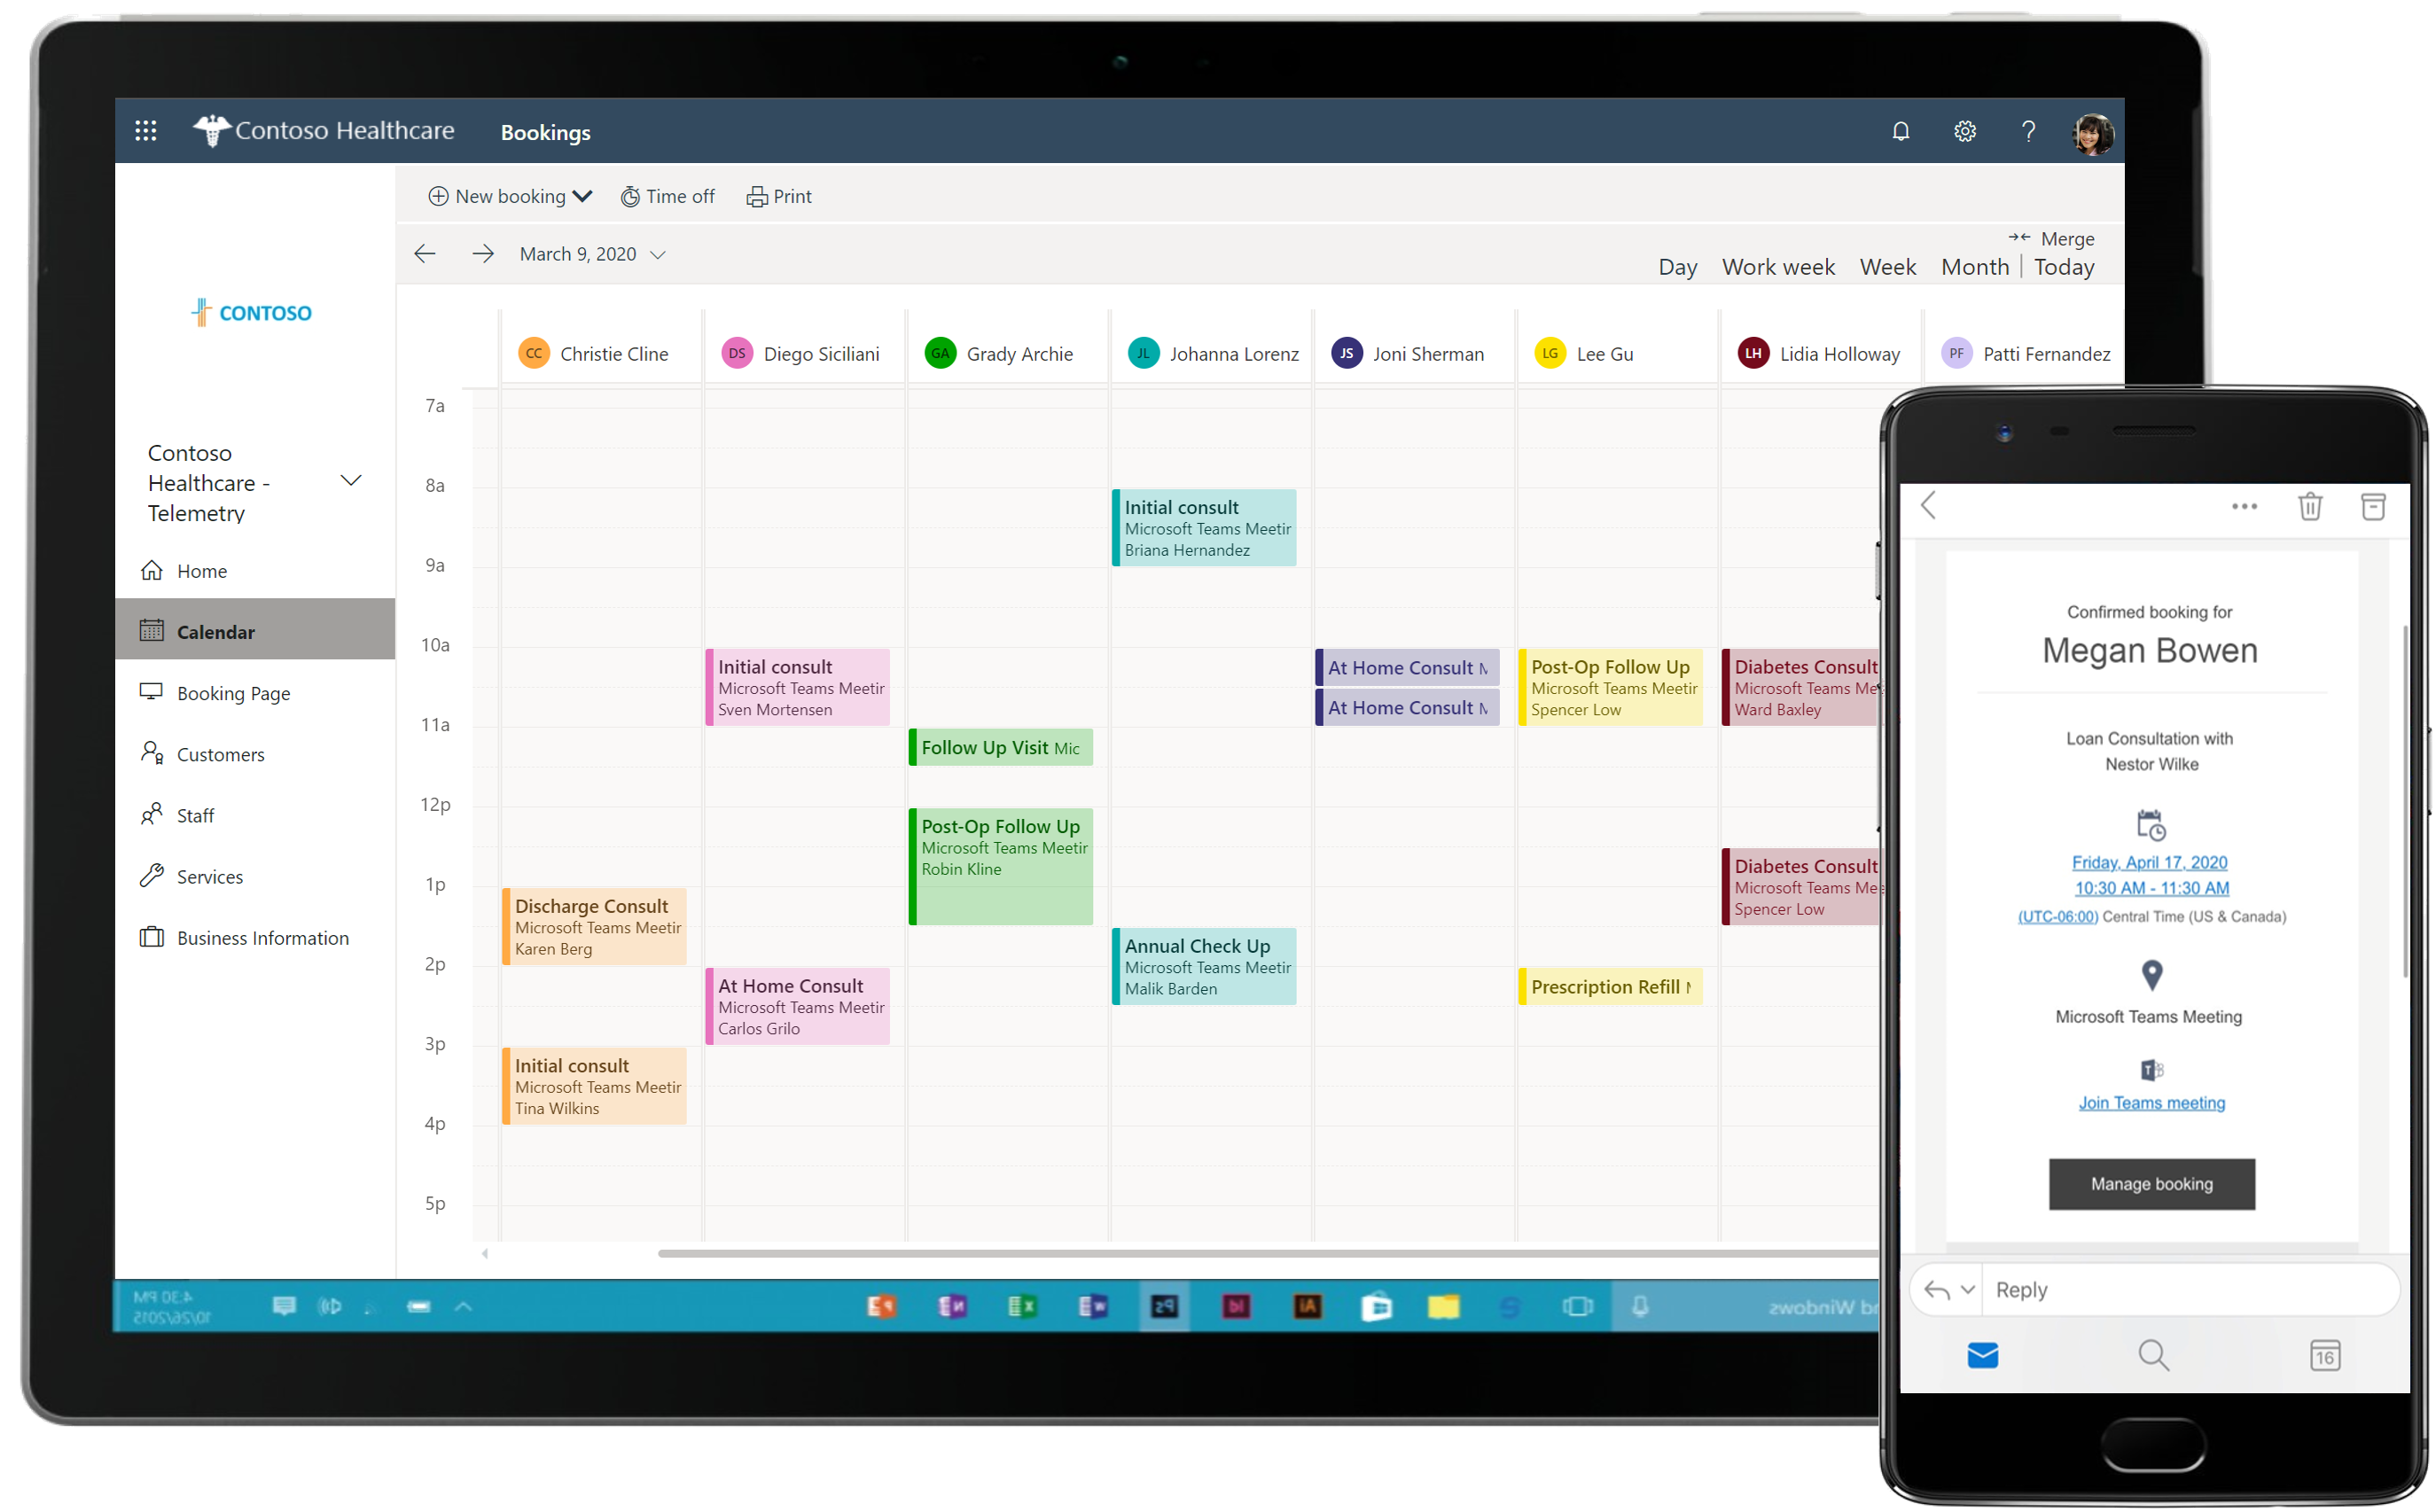 Contoso Healthcare
Bookings
New booking
Time off
Print
March 9, 2020
Merge
Day
Work week
Week
Month
Today
CONTOSO
Contoso
Healthcare -
Telemetry
Home
Calendar
Booking Page
Customers
Staff
Services
Business Information
CC Christie Cline
DS Diego Siciliani
GA Grady Archie
JL Johanna Lorenz
JS Joni Sherman
LG Lee Gu
LH Lidia Holloway
PF Patti Fernandez
7a
8a
9a
10a
11a
12p
1p
2p
3p
4p
5p
Discharge Consult
Microsoft Teams Meetir
Karen Berg
Initial consult
Microsoft Teams Meetir
Tina Wilkins
Initial consult
Microsoft Teams Meetir
Sven Mortensen
At Home Consult
Microsoft Teams Meetir
Carlos Grilo
Follow Up Visit Mic
Post-Op Follow Up
Microsoft Teams Meetir
Robin Kline
Initial consult
Microsoft Teams Meetir
Briana Hernandez
Annual Check Up
Microsoft Teams Meetir
Malik Barden
At Home Consult M
At Home Consult M
Post-Op Follow Up
Microsoft Teams Meetir
Spencer Low
Prescription Refill M
Diabetes Consult
Microsoft Teams Me
Ward Baxley
Diabetes Consult
Microsoft Teams Me
Spencer Low
4:30 PM
10/26/2015
nd Windows
Confirmed booking for
Megan Bowen
Loan Consultation with
Nestor Wilke
Friday, April 17, 2020
10:30 AM - 11:30 AM
(UTC-06:00) Central Time (US & Canada)
Microsoft Teams Meeting
Join Teams meeting
Manage booking
Reply
16